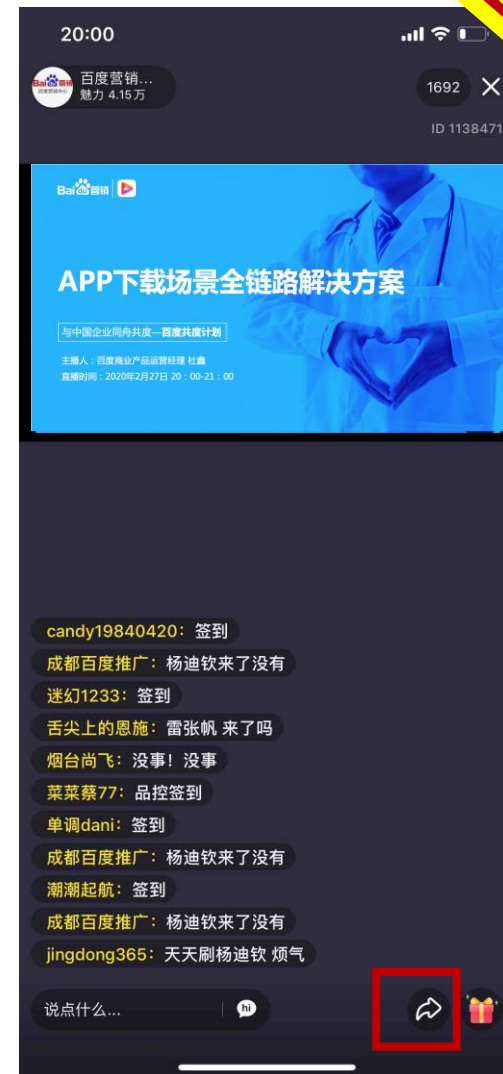 20:00
百度营销...
魅力 4.15万
1692
ID 1138471
Bai du 营销
APP下载场景全链路解决方案
与中国企业同舟共度—百度共度计划
主播人：百度商业产品运营经理 杜鑫
直播时间：2020年2月27日 20：00-21：00
candy19840420：签到
成都百度推广：杨迪钦来了没有
迷幻1233：签到
舌尖上的恩施：雷张帆 来了吗
烟台尚飞：没事！没事
菜菜蔡77：品控签到
单调dani：签到
成都百度推广：杨迪钦来了没有
潮潮起航：签到
成都百度推广：杨迪钦来了没有
jingdong365：天天刷杨迪钦 烦气
说点什么...
hi